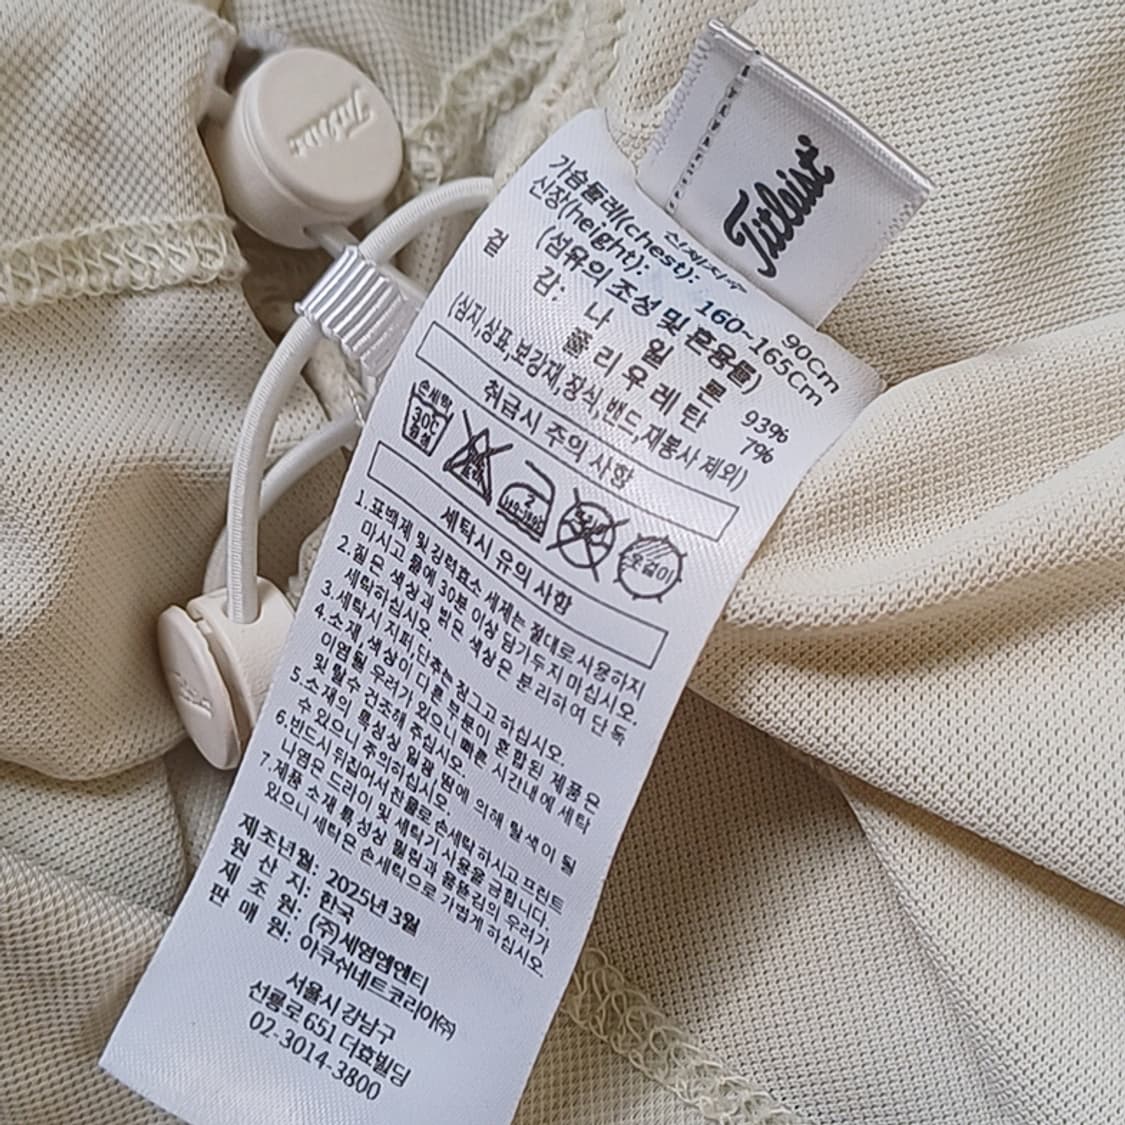 Titleist
Titleist
신체치수
가슴둘레(chest): 90cm
신장(height): 160~165cm
(섬유의 조성 및 혼용률)
겉 감: 나 일 론 93%
폴 리 우 레 탄 7%
(심지,상표,보강재,장식,밴드,재봉사 제외)
취급시 주의 사항
손세탁
30℃
중성
2
옷걸이
세탁시 유의 사항
1.표백제 및 강력효소 세제는 절대로 사용하지
마시고 물에 30분 이상 담가두지 마십시오.
2.짙은 색상과 밝은 색상은 분리하여 단독
세탁하십시오.
3.세탁시 지퍼,단추는 잠그고 하십시오.
4.소재 색상이 다른 부분이 혼합된 제품은
이염될 우려가 있으니 빠른 시간내에 세탁
및 탈수 건조해 주십시오.
5.소재의 특성상 일광 땀에 의해 탈색이 될
수 있으니 주의하십시오.
6.반드시 뒤집어서 찬물로 손세탁 하시고 프린트
나염은 드라이 및 세탁기 사용을 금합니다.
7.제품 소재 특성상 필링과 올뜯김의 우려가
있으니 세탁은 손세탁으로 가볍게 하십시오.
제조년월: 2025년 3월
원 산 지: 한국
제 조 원: (주)세영엠엔티
판 매 원: 아쿠쉬네트코리아㈜
서울시 강남구
선릉로 651 더효빌딩
02-3014-3800